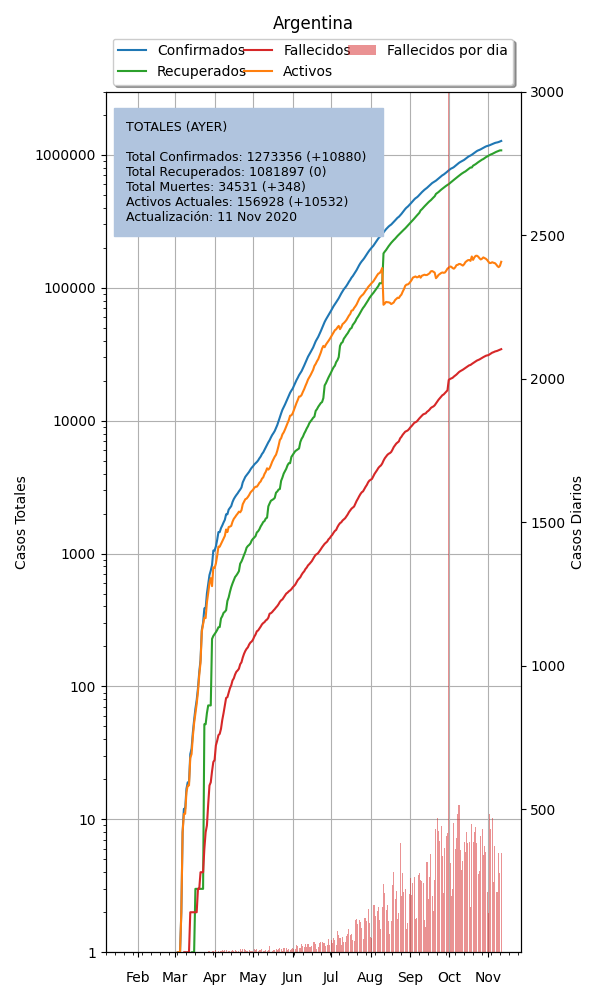 Argentina
Confirmados
Fallecidos
Fallecidos por dia
Recuperados
Activos
TOTALES (AYER)
Total Confirmados: 1273356 (+10880)
Total Recuperados: 1081897 (0)
Total Muertes: 34531 (+348)
Activos Actuales: 156928 (+10532)
Actualización: 11 Nov 2020
Casos Totales
1000000
100000
10000
1000
100
10
1
Casos Diarios
3000
2500
2000
1500
1000
500
Feb Mar Apr May Jun Jul Aug Sep Oct Nov